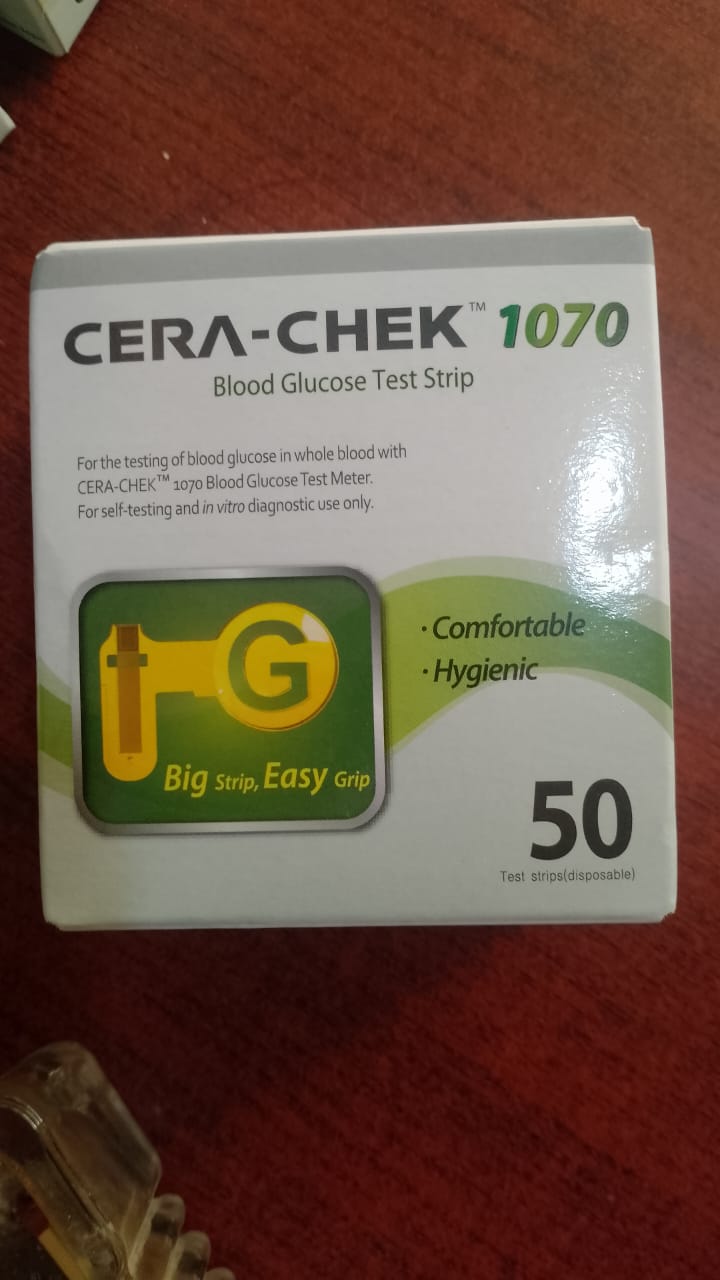 CERA-CHEK™ 1070
Blood Glucose Test Strip
For the testing of blood glucose in whole blood with
CERA-CHEK™ 1070 Blood Glucose Test Meter.
For self-testing and in vitro diagnostic use only.
G
Big Strip, Easy Grip
· Comfortable
· Hygienic
50
Test strips(disposable)